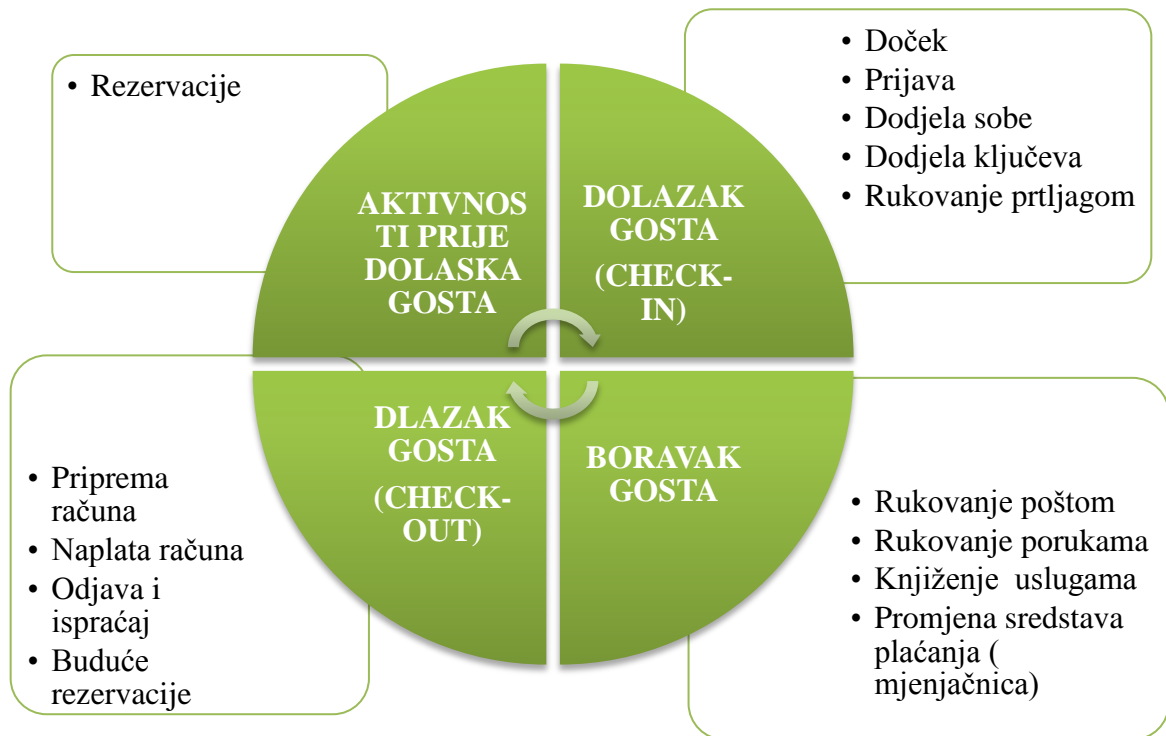 • Rezervacije
• Doček
• Prijava
• Dodjela sobe
• Dodjela ključeva
• Rukovanje prtljagom
AKTIVNOS
TI PRIJE
DOLASKA
GOSTA
DOLAZAK
GOSTA
(CHECK-
IN)
DLAZAK
GOSTA
(CHECK-
OUT)
BORAVAK
GOSTA
• Priprema
računa
• Naplata računa
• Odjava i
ispraćaj
• Buduće
rezervacije
• Rukovanje poštom
• Rukovanje porukama
• Knjiženje  uslugama
• Promjena sredstava
plaćanja (
mjenjačnica)